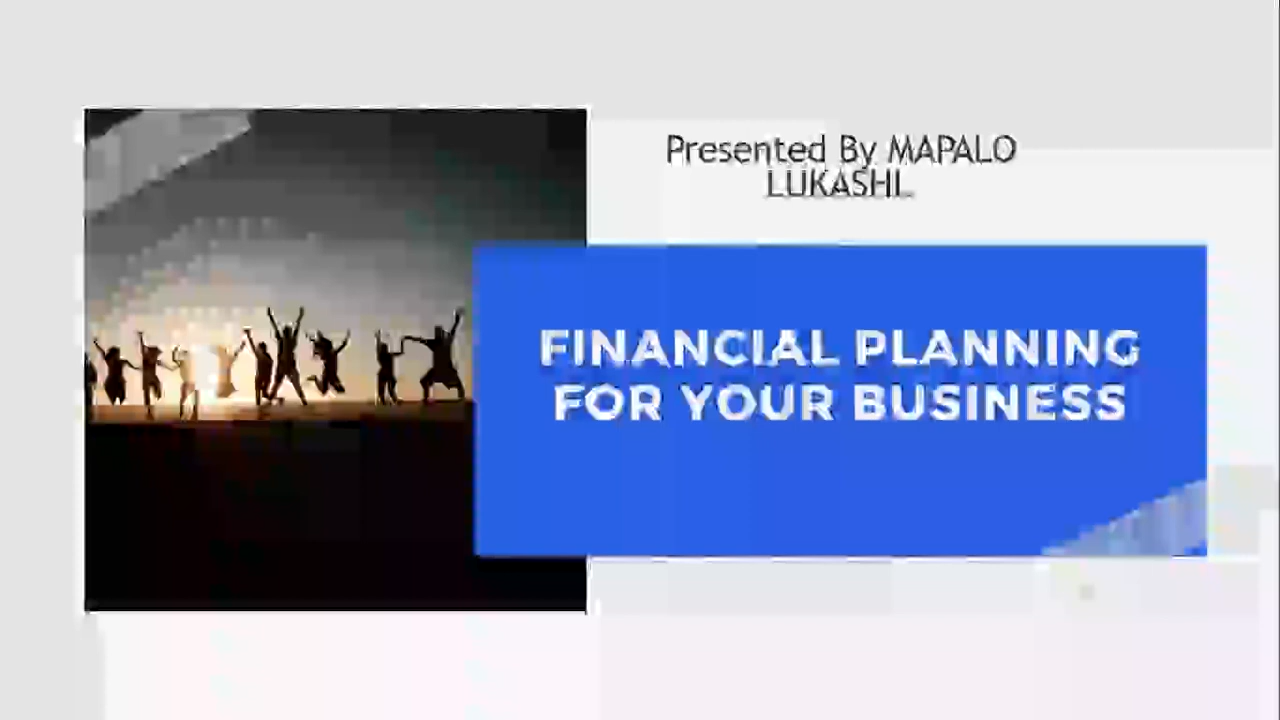 Presented By MAPALO
LUKASHI.
FINANCIAL PLANNING
FOR YOUR BUSINESS